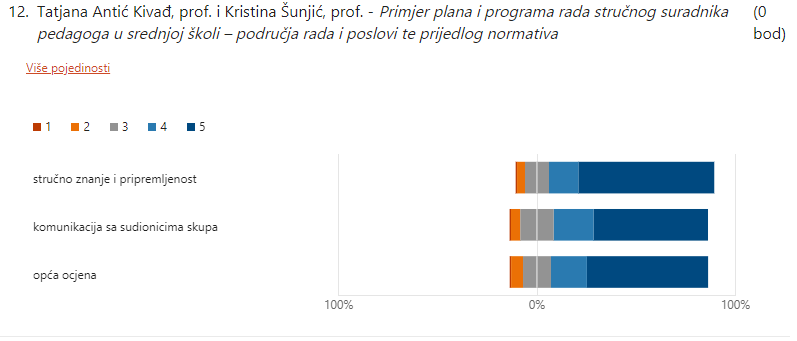 12. Tatjana Antić Kivađ, prof. i Kristina Šunjić, prof. - Primjer plana i programa rada stručnog suradnika (0
pedagoga u srednjoj školi – područja rada i poslovi te prijedlog normativa bod)
Više pojedinosti
1 2 3 4 5
stručno znanje i pripremljenost
komunikacija sa sudionicima skupa
opća ocjena
100% 0% 100%